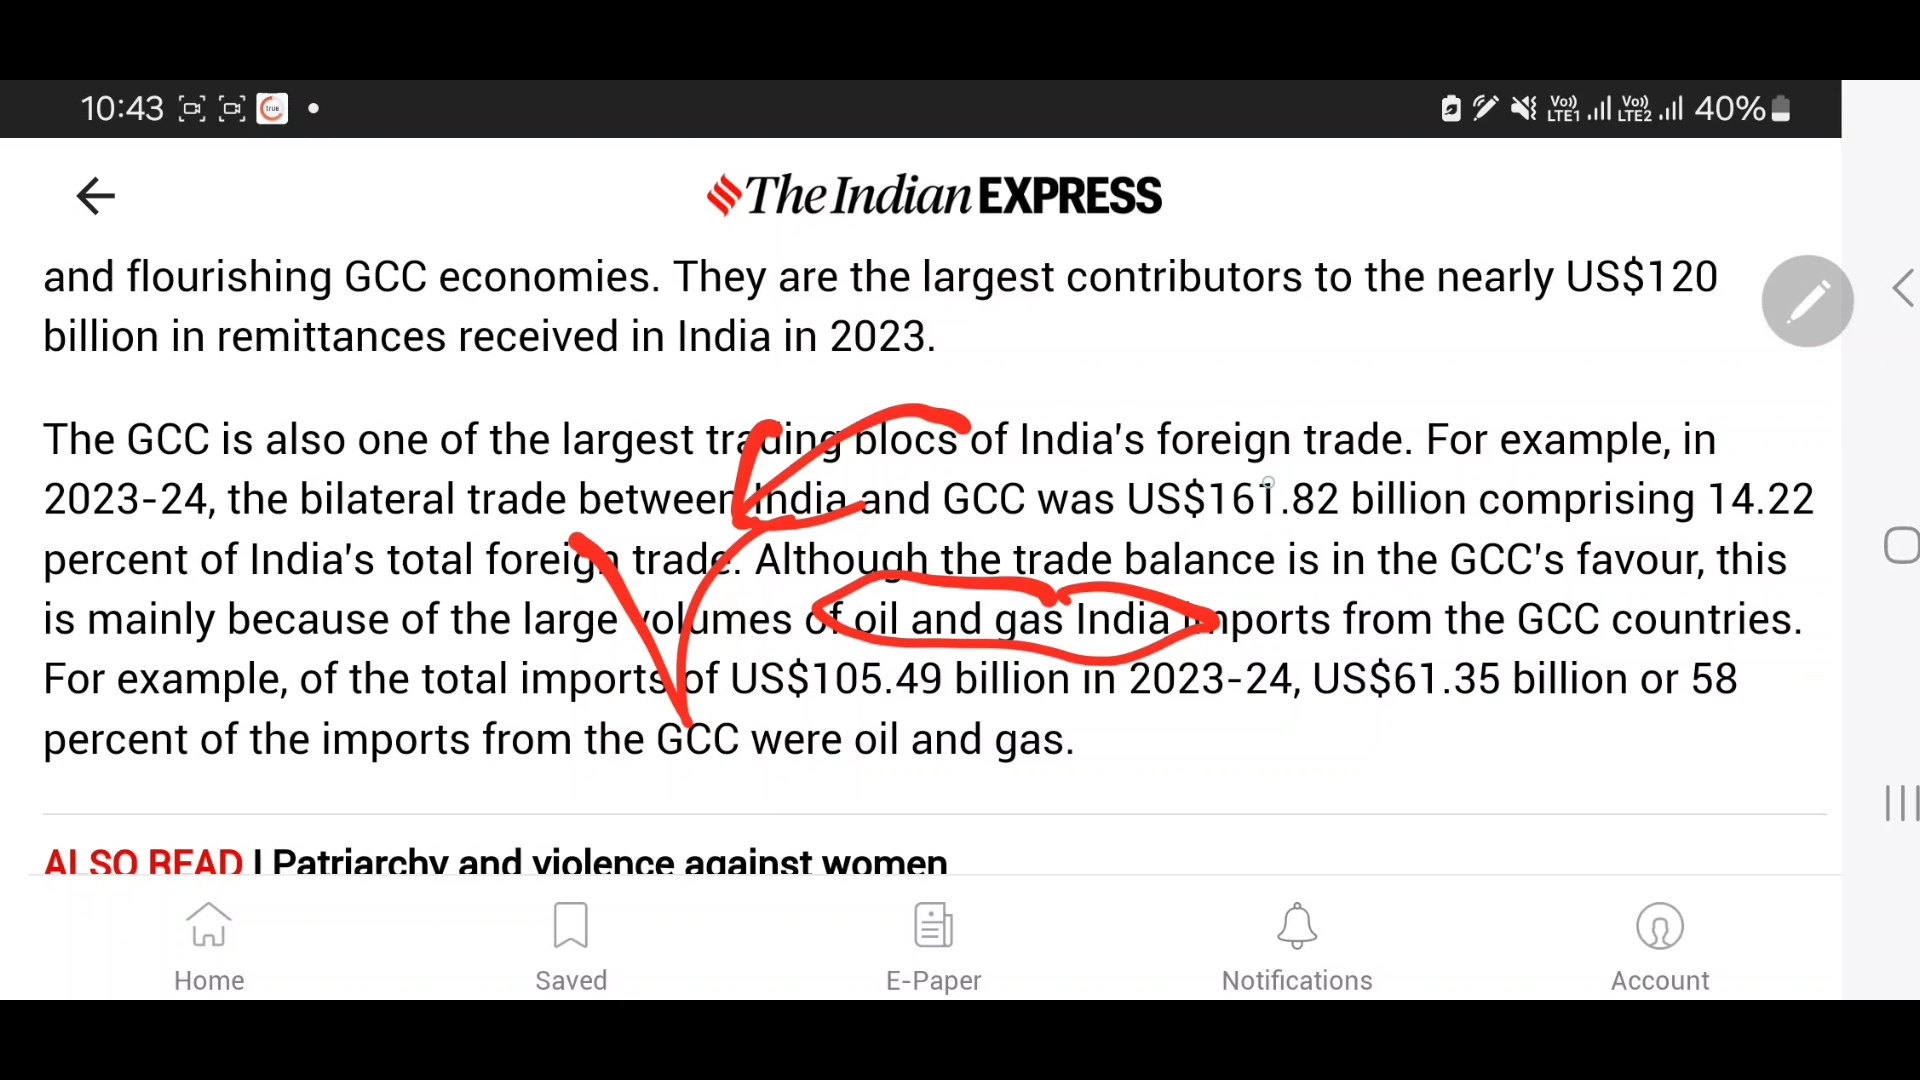 10:43 true Vo)) LTE1 Vo)) LTE2 40%
The Indian EXPRESS
and flourishing GCC economies. They are the largest contributors to the nearly US$120
billion in remittances received in India in 2023.
The GCC is also one of the largest trading blocs of India's foreign trade. For example, in
2023-24, the bilateral trade between India and GCC was US$161.82 billion comprising 14.22
percent of India's total foreign trade. Although the trade balance is in the GCC's favour, this
is mainly because of the large volumes of oil and gas India imports from the GCC countries.
For example, of the total imports of US$105.49 billion in 2023-24, US$61.35 billion or 58
percent of the imports from the GCC were oil and gas.
ALSO READ | Patriarchy and violence against women
Home Saved E-Paper Notifications Account